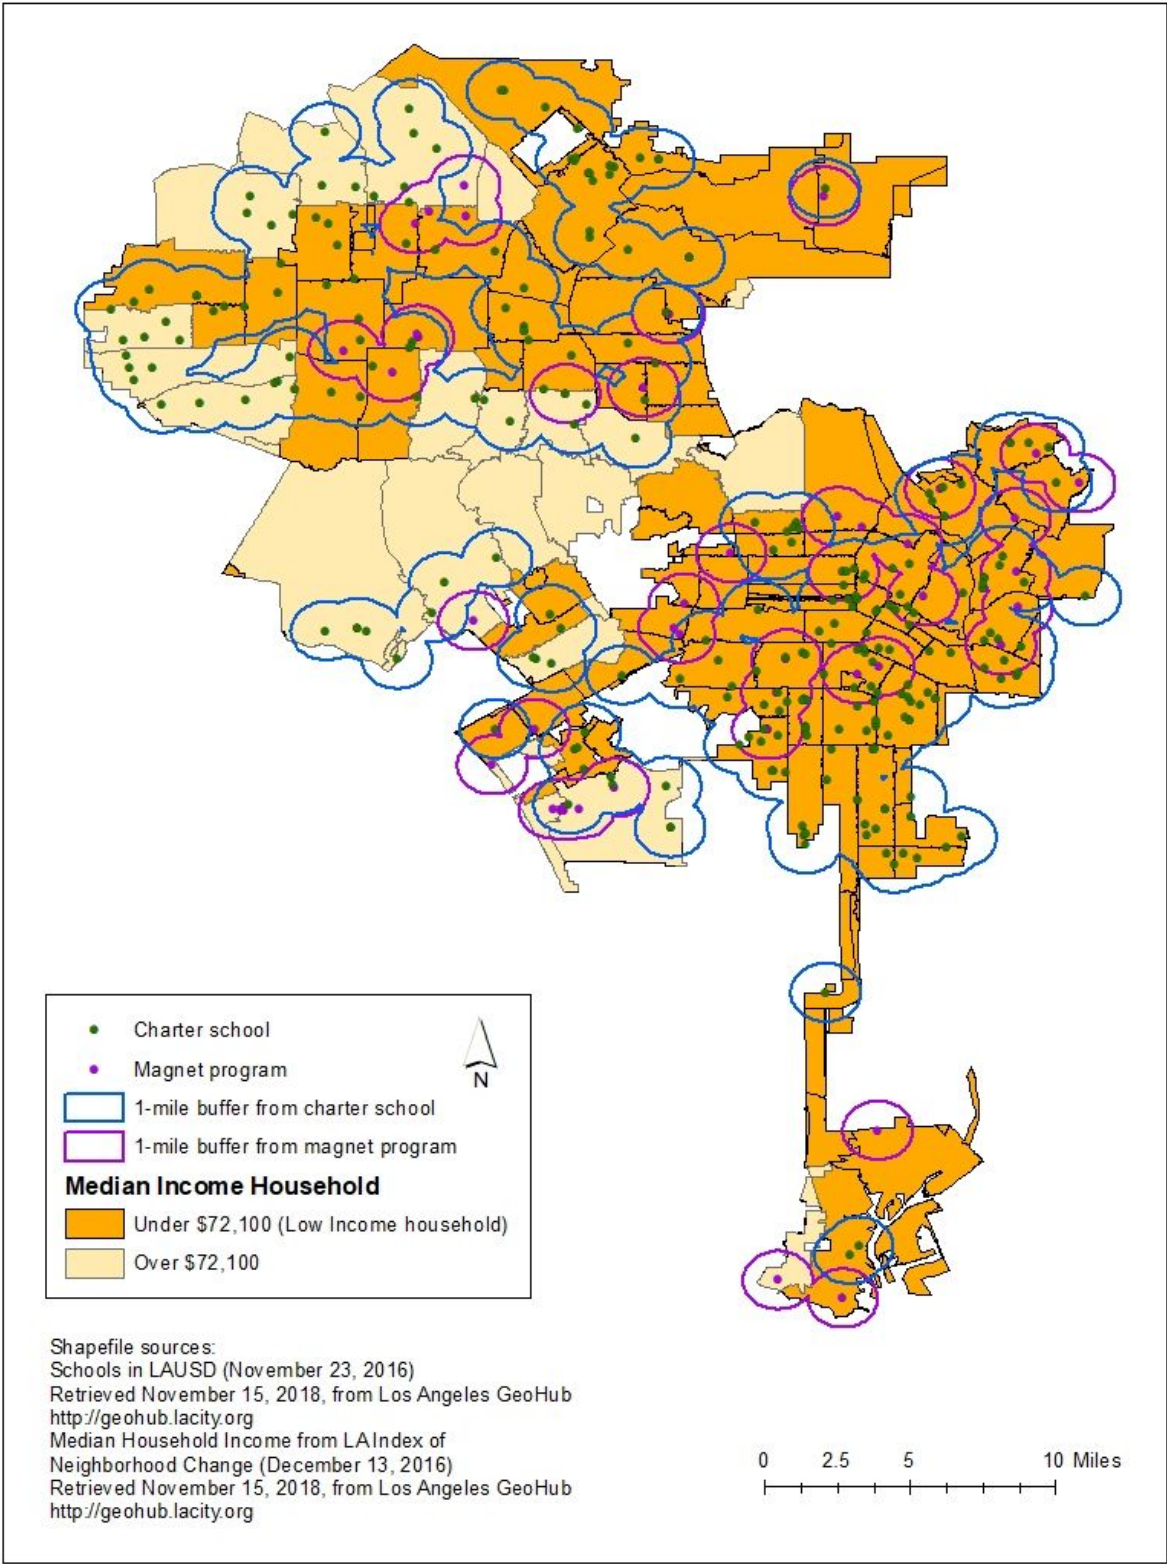 Charter school
Magnet program
N
1-mile buffer from charter school
1-mile buffer from magnet program
Median Income Household
Under $72,100 (Low Income household)
Over $72,100
Shapefile sources:
Schools in LAUSD (November 23, 2016)
Retrieved November 15, 2018, from Los Angeles GeoHub
http://geohub.lacity.org
Median Household Income from LA Index of
Neighborhood Change (December 13, 2016)
Retrieved November 15, 2018, from Los Angeles GeoHub
http://geohub.lacity.org
0 2.5 5 10 Miles